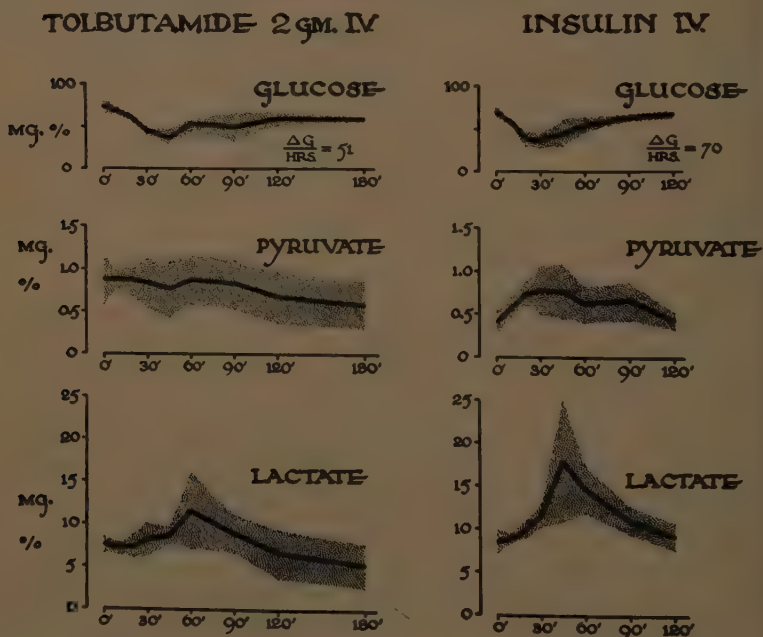 TOLBUTAMIDE 2 GM. IV.
GLUCOSE
MG. %
100
0
ΔG
HRS. = 51
0' 30' 60' 90' 120' 180'
PYRUVATE
MG.
%
1.5
1.0
0.5
0
0' 30' 60' 90' 120' 180'
LACTATE
MG.
%
25
20
15
10
5
0
0' 30' 60' 90' 120' 180'
INSULIN IV.
GLUCOSE
100
0
ΔG
HRS. = 70
0' 30' 60' 90' 120'
PYRUVATE
1.5
1.0
0.5
0
0' 30' 60' 90' 120'
LACTATE
25
20
15
10
5
0
0' 30' 60' 90' 120'